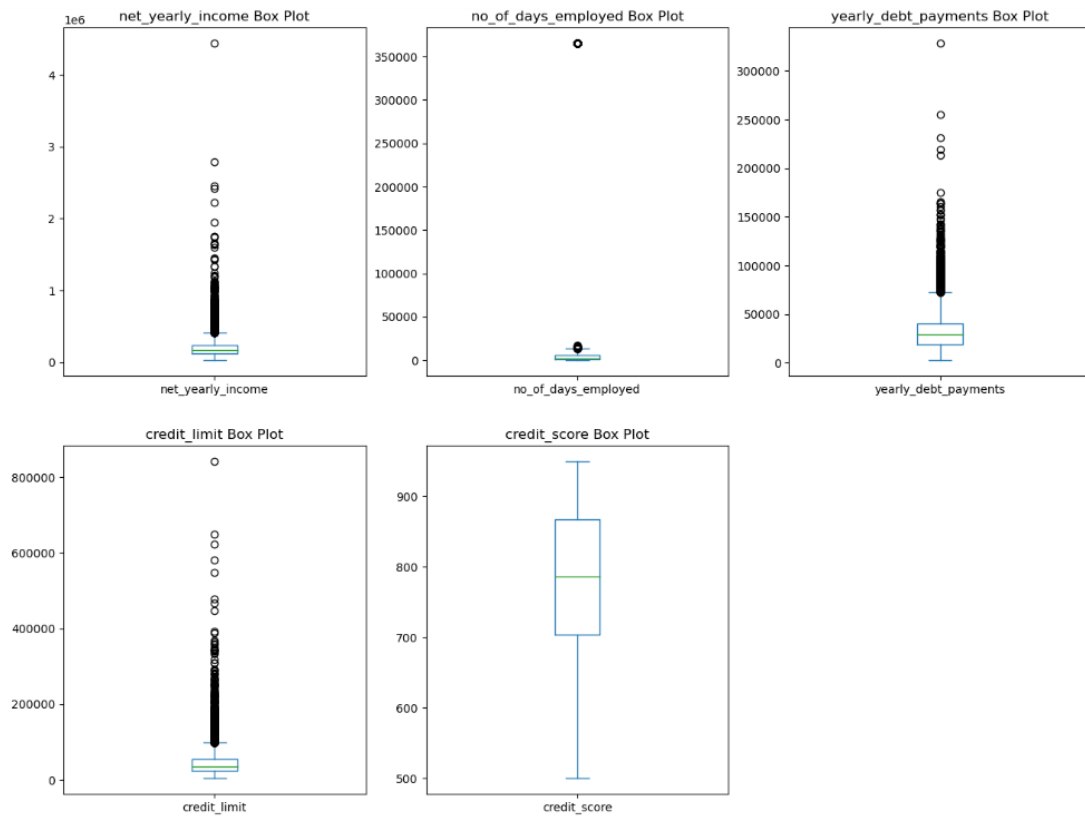 net_yearly_income Box Plot
1e6
4
3
2
1
0
net_yearly_income
no_of_days_employed Box Plot
350000
300000
250000
200000
150000
100000
50000
0
no_of_days_employed
yearly_debt_payments Box Plot
300000
250000
200000
150000
100000
50000
0
yearly_debt_payments
credit_limit Box Plot
800000
600000
400000
200000
0
credit_limit
credit_score Box Plot
900
800
700
600
500
credit_score